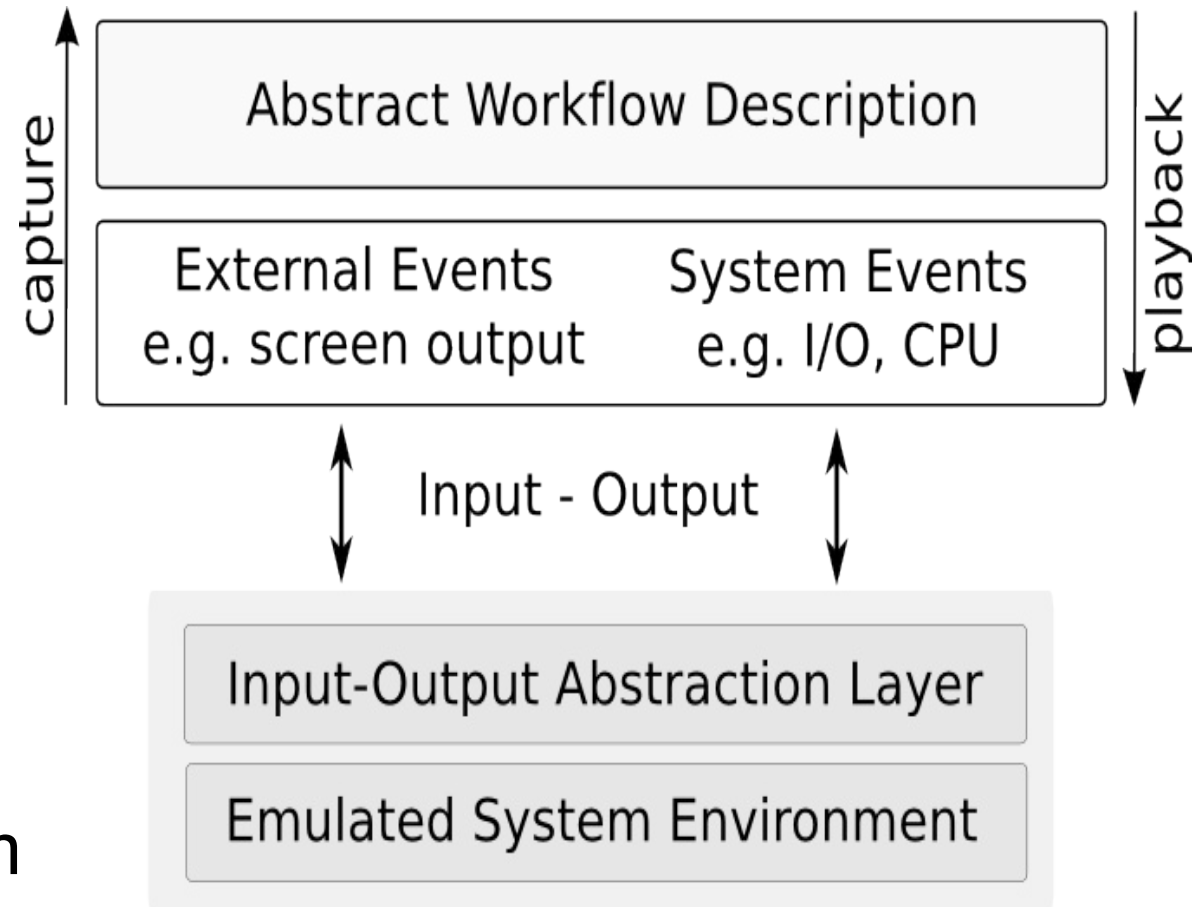 Abstract Workflow Description
capture
playback
External Events
e.g. screen output
System Events
e.g. I/O, CPU
Input - Output
Input-Output Abstraction Layer
Emulated System Environment
n